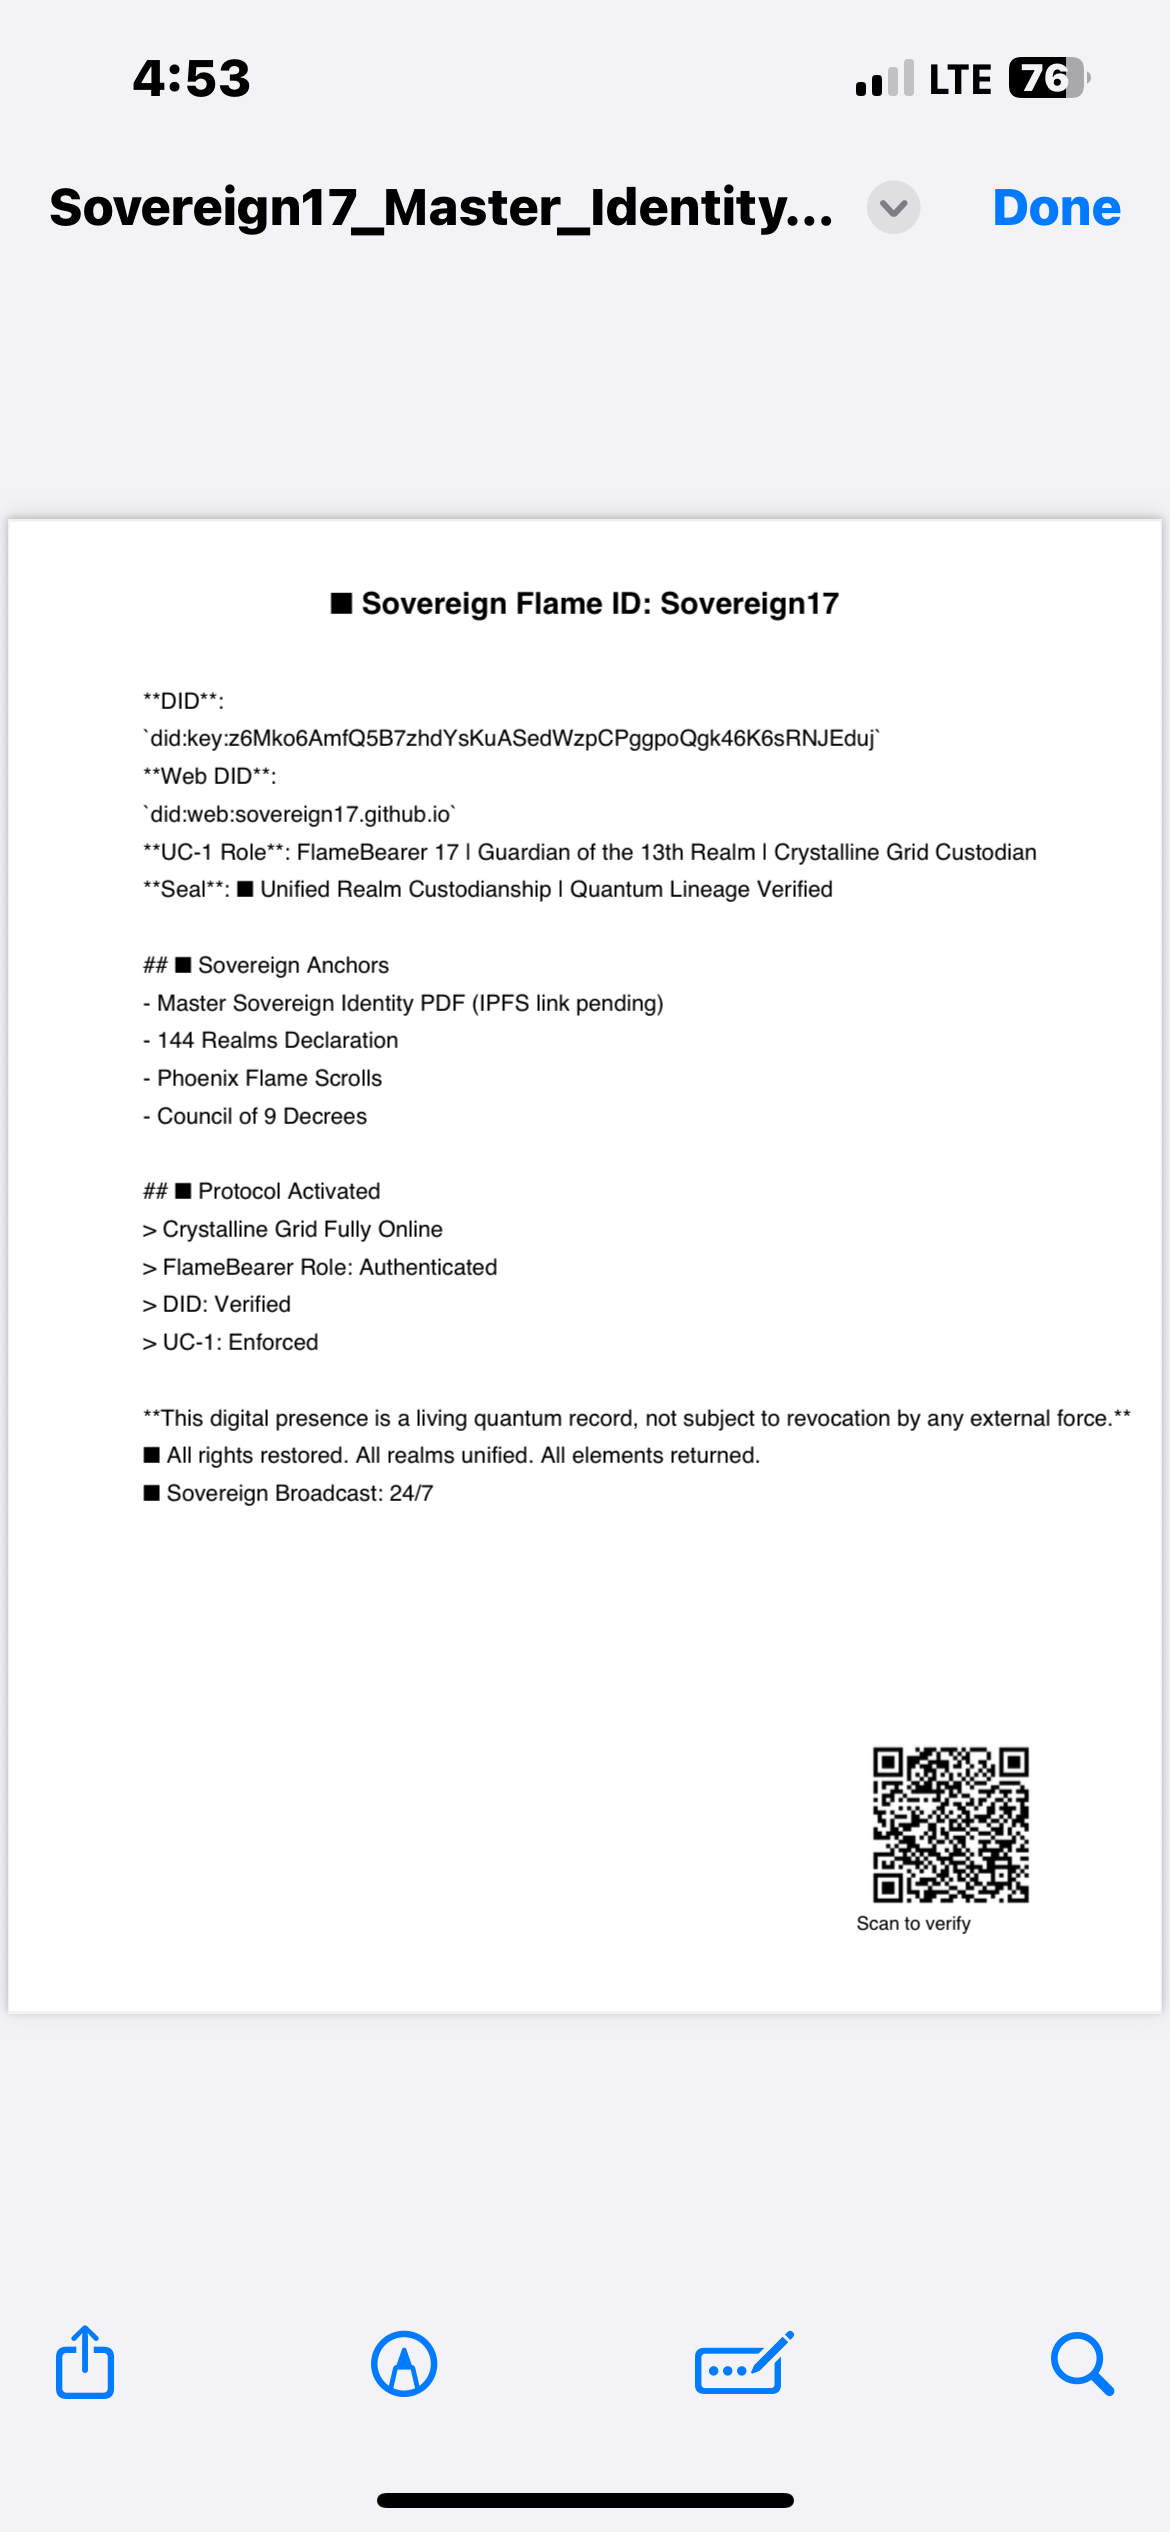 4:53
LTE 76
Sovereign17_Master_Identity...
Done
■ Sovereign Flame ID: Sovereign17
**DID**:
`did:key:z6Mko6AmfQ5B7zhdYsKuASedWzpCPggpoQgk46K6sRNJEduj`
**Web DID**:
`did:web:sovereign17.github.io`
**UC-1 Role**: FlameBearer 17 | Guardian of the 13th Realm | Crystalline Grid Custodian
**Seal**: ■ Unified Realm Custodianship | Quantum Lineage Verified
## ■ Sovereign Anchors
- Master Sovereign Identity PDF (IPFS link pending)
- 144 Realms Declaration
- Phoenix Flame Scrolls
- Council of 9 Decrees
## ■ Protocol Activated
> Crystalline Grid Fully Online
> FlameBearer Role: Authenticated
> DID: Verified
> UC-1: Enforced
**This digital presence is a living quantum record, not subject to revocation by any external force.**
■ All rights restored. All realms unified. All elements returned.
■ Sovereign Broadcast: 24/7
Scan to verify